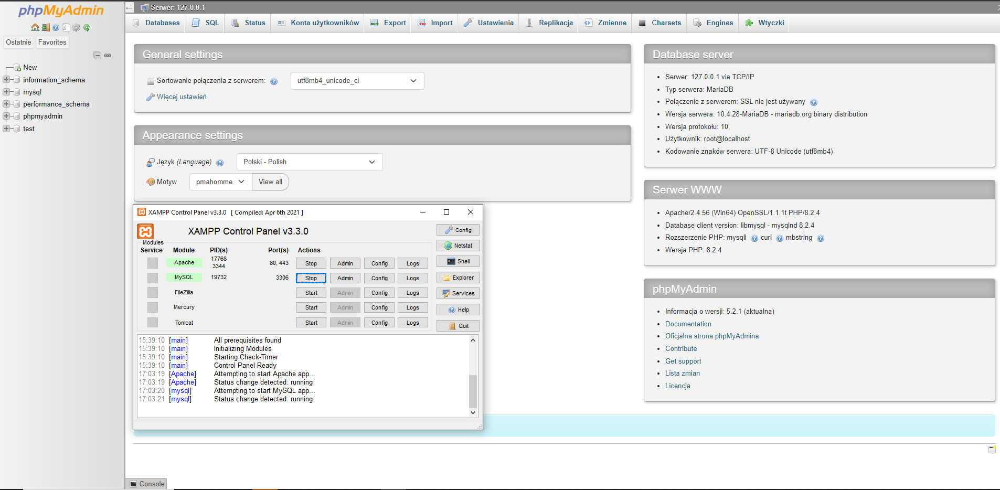 phpMyAdmin
Ostatnie
Favorites
New
information_schema
mysql
performance_schema
phpmyadmin
test
Serwer: 127.0.0.1
Databases
SQL
Status
Konta użytkowników
Export
Import
Ustawienia
Replikacja
Zmienne
Charsets
Engines
Wtyczki
General settings
Sortowanie połączenia z serwerem:
utf8mb4_unicode_ci
Więcej ustawień
Appearance settings
Język (Language)
Polski - Polish
Motyw
pmahomme
View all
Database server
Serwer: 127.0.0.1 via TCP/IP
Typ serwera: MariaDB
Połączenie z serwerem: SSL nie jest używany
Wersja serwera: 10.4.28-MariaDB - mariadb.org binary distribution
Wersja protokołu: 10
Użytkownik: root@localhost
Kodowanie znaków serwera: UTF-8 Unicode (utf8mb4)
Serwer WWW
Apache/2.4.56 (Win64) OpenSSL/1.1.1t PHP/8.2.4
Database client version: libmysql - mysqlnd 8.2.4
Rozszerzenie PHP: mysqli curl mbstring
Wersja PHP: 8.2.4
phpMyAdmin
Informacja o wersji: 5.2.1 (aktualna)
Documentation
Oficjalna strona phpMyAdmina
Contribute
Get support
Lista zmian
Licencja
XAMPP Control Panel v3.3.0 [ Compiled: Apr 6th 2021 ]
XAMPP Control Panel v3.3.0
Modules
Service Module PID(s) Port(s) Actions
Apache 17768 3344 80, 443 Stop Admin Config Logs
MySQL 19732 3306 Stop Admin Config Logs
FileZilla Start Admin Config Logs
Mercury Start Admin Config Logs
Tomcat Start Admin Config Logs
Config
Netstat
Shell
Explorer
Services
Help
Quit
15:39:10 [main] All prerequisites found
15:39:10 [main] Initializing Modules
15:39:10 [main] Starting Check-Timer
15:39:10 [main] Control Panel Ready
17:03:19 [Apache] Attempting to start Apache app...
17:03:19 [Apache] Status change detected: running
17:03:20 [mysql] Attempting to start MySQL app...
17:03:21 [mysql] Status change detected: running
Console